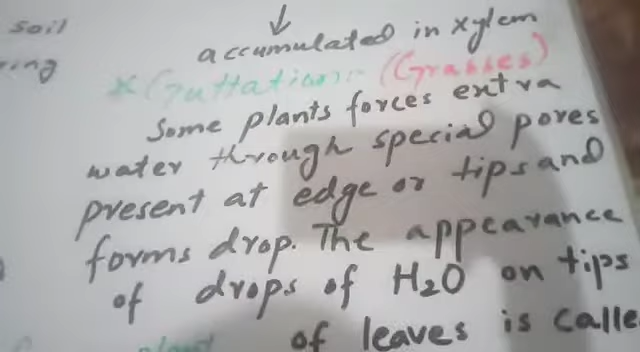 soil
accumulated in xylem
ing
* Guttation:- (Grasses)
Some plants forces extra
water through special pores
present at edge or tips and
forms drop. The appearance
of drops of H2O on tips
of leaves is calle
plant